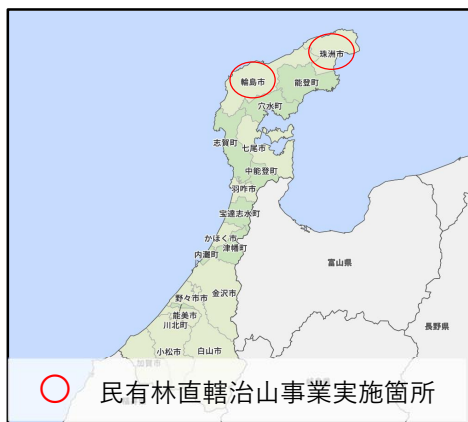 珠洲市
輪島市
能登町
穴水町
志賀町
七尾市
中能登町
羽咋市
宝達志水町
かほく市
津幡町
内灘町
富山県
金沢市
野々市市
能美市
川北町
長野県
小松市
白山市
加賀市
民有林直轄治山事業実施箇所